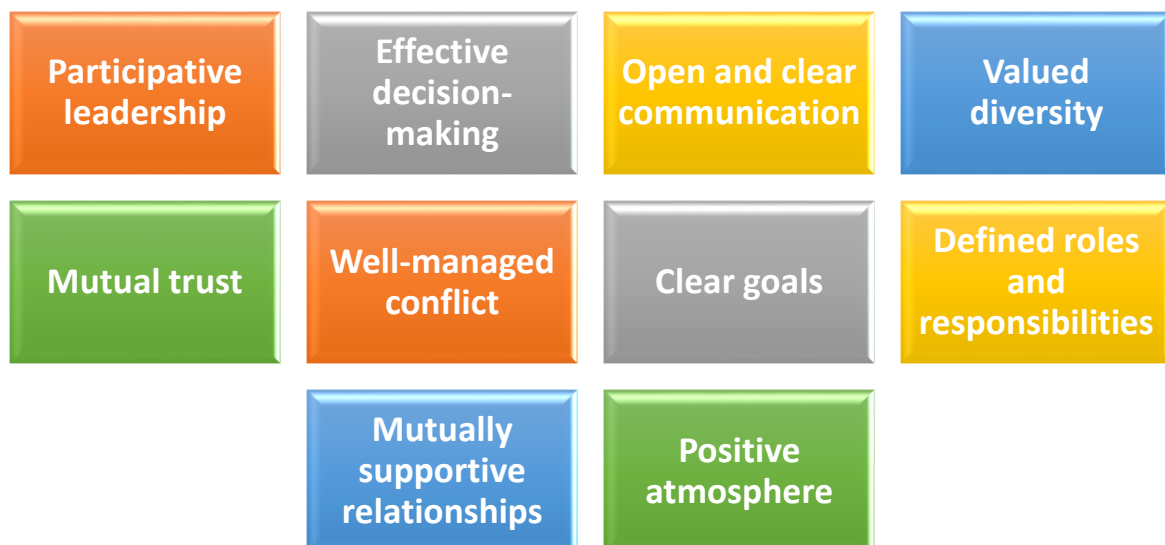 Participative
leadership
Effective
decision-
making
Open and clear
communication
Valued
diversity
Mutual trust
Well-managed
conflict
Clear goals
Defined roles
and
responsibilities
Mutually
supportive
relationships
Positive
atmosphere